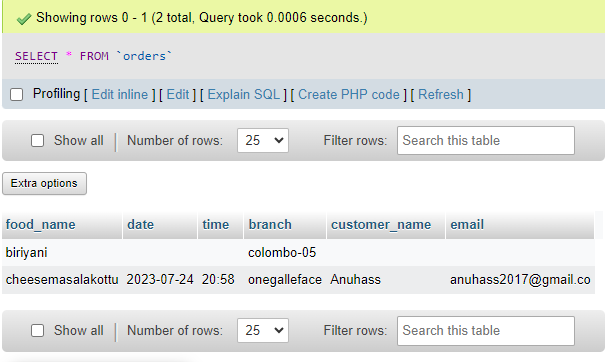 Showing rows 0 - 1 (2 total, Query took 0.0006 seconds.)
SELECT * FROM `orders`
Profiling [ Edit inline ] [ Edit ] [ Explain SQL ] [ Create PHP code ] [ Refresh ]
Show all Number of rows: 25 Filter rows: Search this table
Extra options
food_name date time branch customer_name email
biriyani colombo-05
cheesemasalakottu 2023-07-24 20:58 onegalleface Anuhass anuhass2017@gmail.co
Show all Number of rows: 25 Filter rows: Search this table